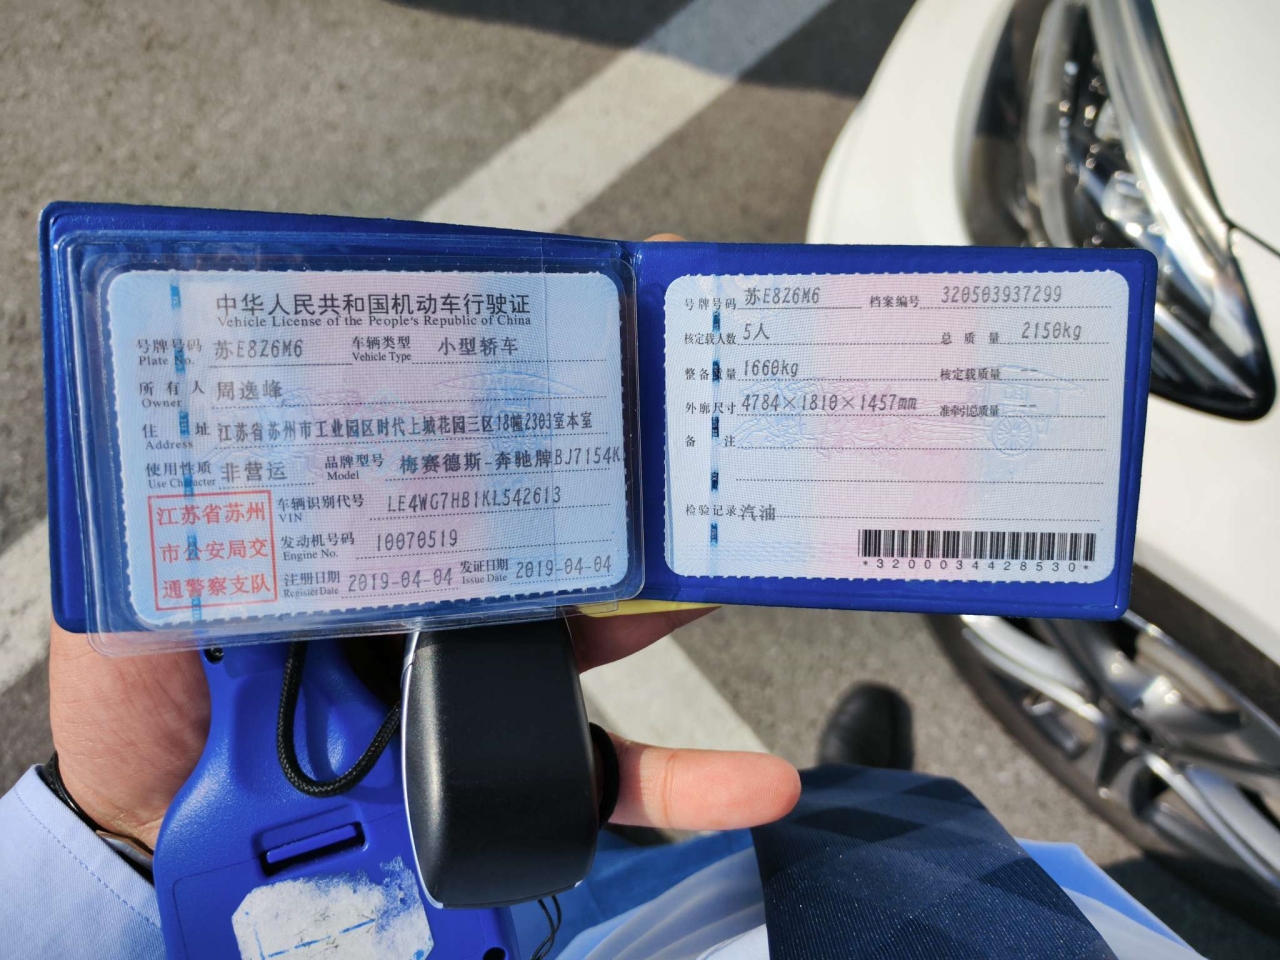 中华人民共和国机动车行驶证
Vehicle License of the People's Republic of China
号牌号码 苏E8Z6M6 车辆类型 小型轿车
Plate No. Vehicle Type
所有人 周逸峰
Owner
住址 江苏省苏州市工业园区时代上城花园三区18幢2303室本室
Address
使用性质 非营运 品牌型号 梅赛德斯-奔驰牌BJ7154K
Use Character Model
江苏省苏州
市公安局交
通警察支队
车辆识别代号 LE4WG7HB1KL542613
VIN
发动机号码 10070519
Engine No.
注册日期 2019-04-04 发证日期 2019-04-04
Register Date Issue Date
号牌号码 苏E8Z6M6 档案编号 320503937299
核定载人数 5人 总质量 2150kg
整备质量 1660kg 核定载质量 --
外廓尺寸 4784×1810×1457mm 准牵引总质量 --
备注
检验记录 汽油
*3200034428530*